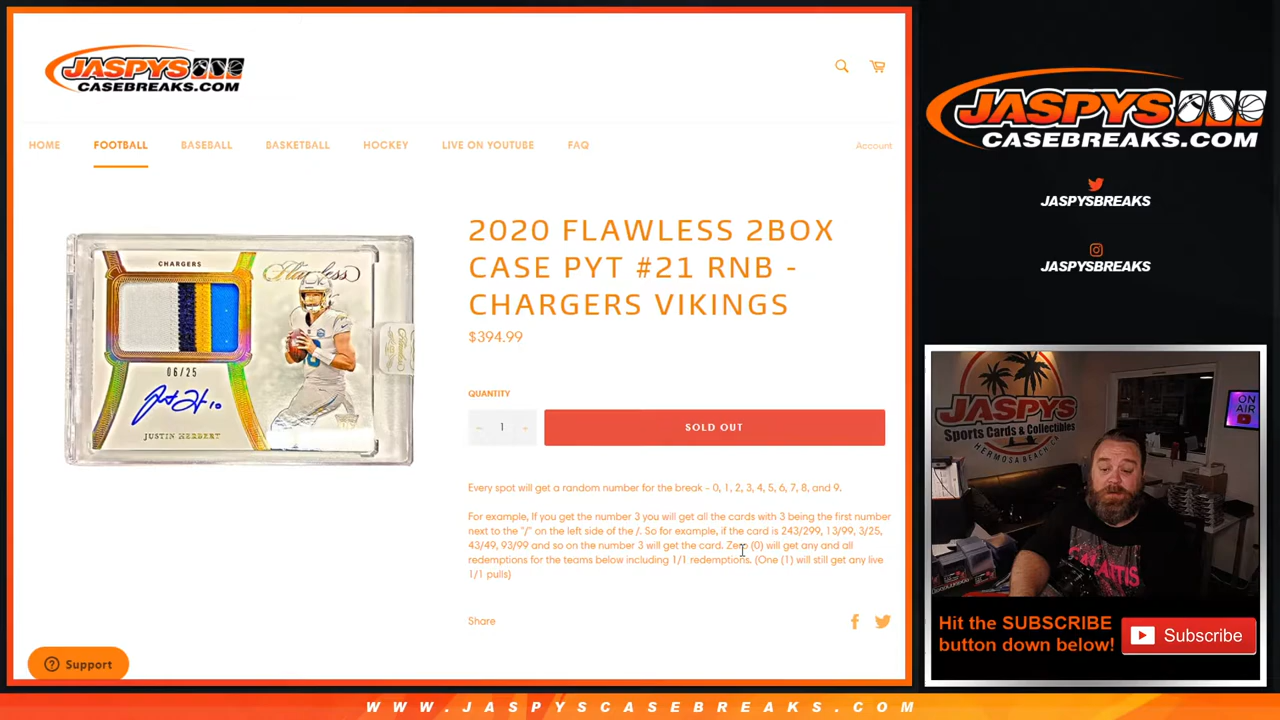 JASPYS
CASEBREAKS.COM
HOME
FOOTBALL
BASEBALL
BASKETBALL
HOCKEY
LIVE ON YOUTUBE
FAQ
Account
CHARGERS
Flawless
06/25
JUSTIN HERBERT
2020 FLAWLESS 2BOX
CASE PYT #21 RNB -
CHARGERS VIKINGS
$394.99
QUANTITY
1
SOLD OUT
Every spot will get a random number for the break - 0, 1, 2, 3, 4, 5, 6, 7, 8, and 9.
For example, If you get the number 3 you will get all the cards with 3 being the first number
next to the "/" on the left side of the /. So for example, if the card is 243/299, 13/99, 3/25,
43/49, 93/99 and so on the number 3 will get the card. Zero (0) will get any and all
redemptions for the teams below including 1/1 redemptions. (One (1) will still get any live
1/1 pulls)
Share
Support
JASPYS
CASEBREAKS.COM
JASPYSBREAKS
JASPYSBREAKS
JASPYS
Sports Cards & Collectibles
HERMOSA BEACH, CA
ON
AIR
Hit the SUBSCRIBE
button down below!
Subscribe
WWW.JASPYSCASEBREAKS.COM